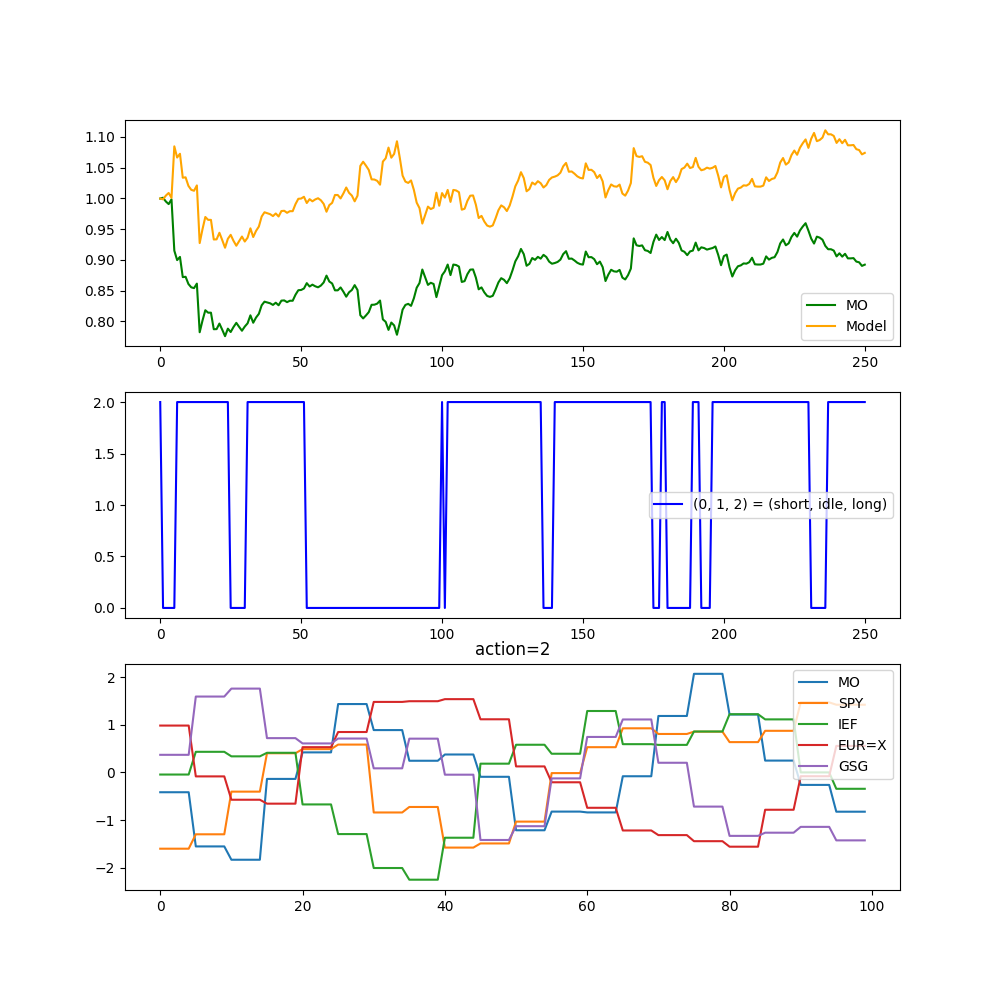 1.10
1.05
1.00
0.95
0.90
0.85
0.80
MO
Model
0 50 100 150 200 250
2.0
1.5
1.0
0.5
0.0
(0, 1, 2) = (short, idle, long)
0 50 100 150 200 250
action=2
2
1
0
−1
−2
MO
SPY
IEF
EUR=X
GSG
0 20 40 60 80 100